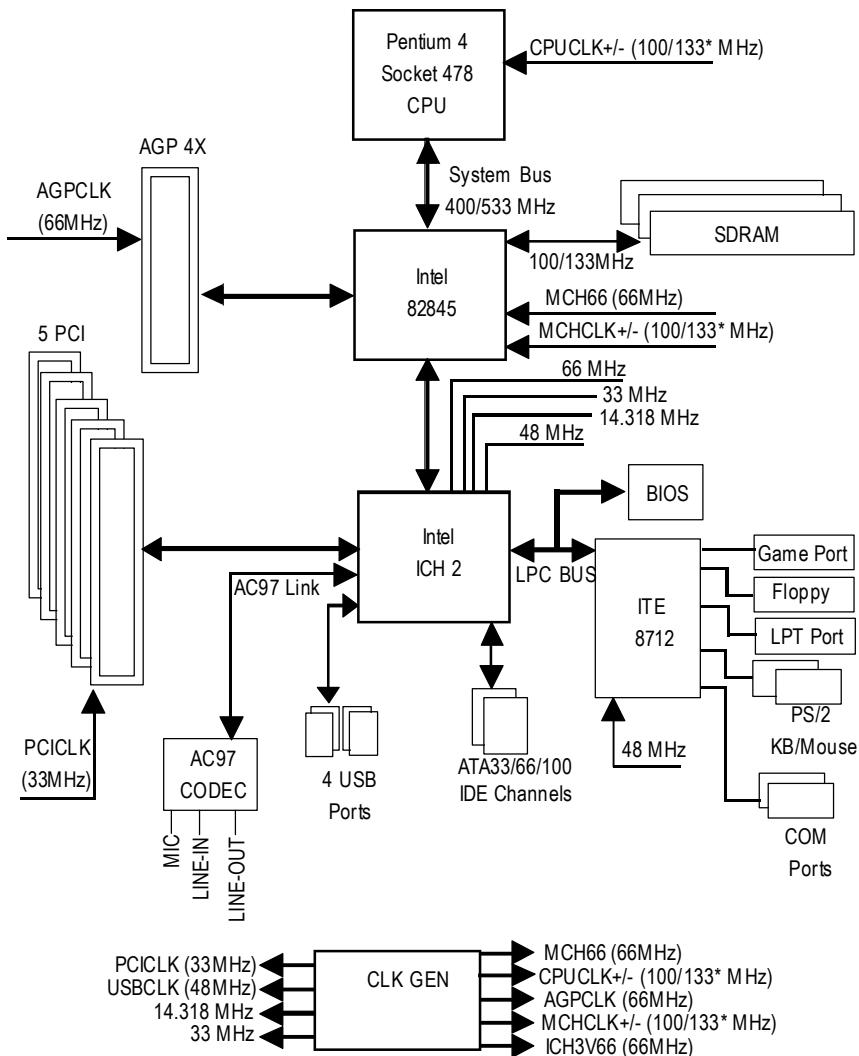 Pentium 4
Socket 478
CPU
CPUCLK+/- (100/133* MHz)
AGP 4X
AGPCLK
(66MHz)
System Bus
400/533 MHz
SDRAM
100/133MHz
Intel
82845
MCH66 (66MHz)
MCHCLK+/- (100/133* MHz)
5 PCI
66 MHz
33 MHz
14.318 MHz
48 MHz
BIOS
Intel
ICH 2
LPC BUS
AC97 Link
ITE
8712
Game Port
Floppy
LPT Port
PS/2
KB/Mouse
48 MHz
PCICLK
(33MHz)
AC97
CODEC
4 USB
Ports
ATA33/66/100
IDE Channels
COM
Ports
MIC
LINE-IN
LINE-OUT
CLK GEN
PCICLK (33MHz)
USBCLK (48MHz)
14.318 MHz
33 MHz
MCH66 (66MHz)
CPUCLK+/- (100/133* MHz)
AGPCLK (66MHz)
MCHCLK+/- (100/133* MHz)
ICH3V66 (66MHz)